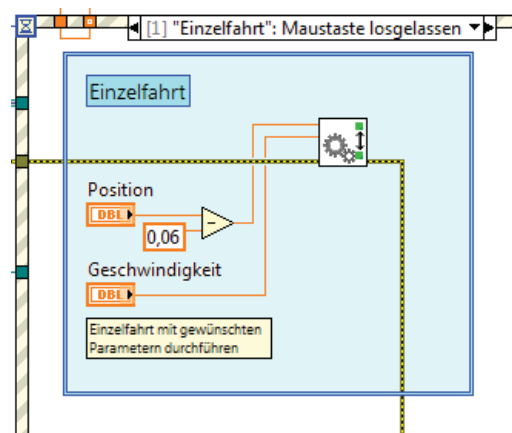 [1] "Einzelfahrt": Maustaste losgelassen
Einzelfahrt
Position
DBL
0,06
Geschwindigkeit
DBL
Einzelfahrt mit gewünschten
Parametern durchführen